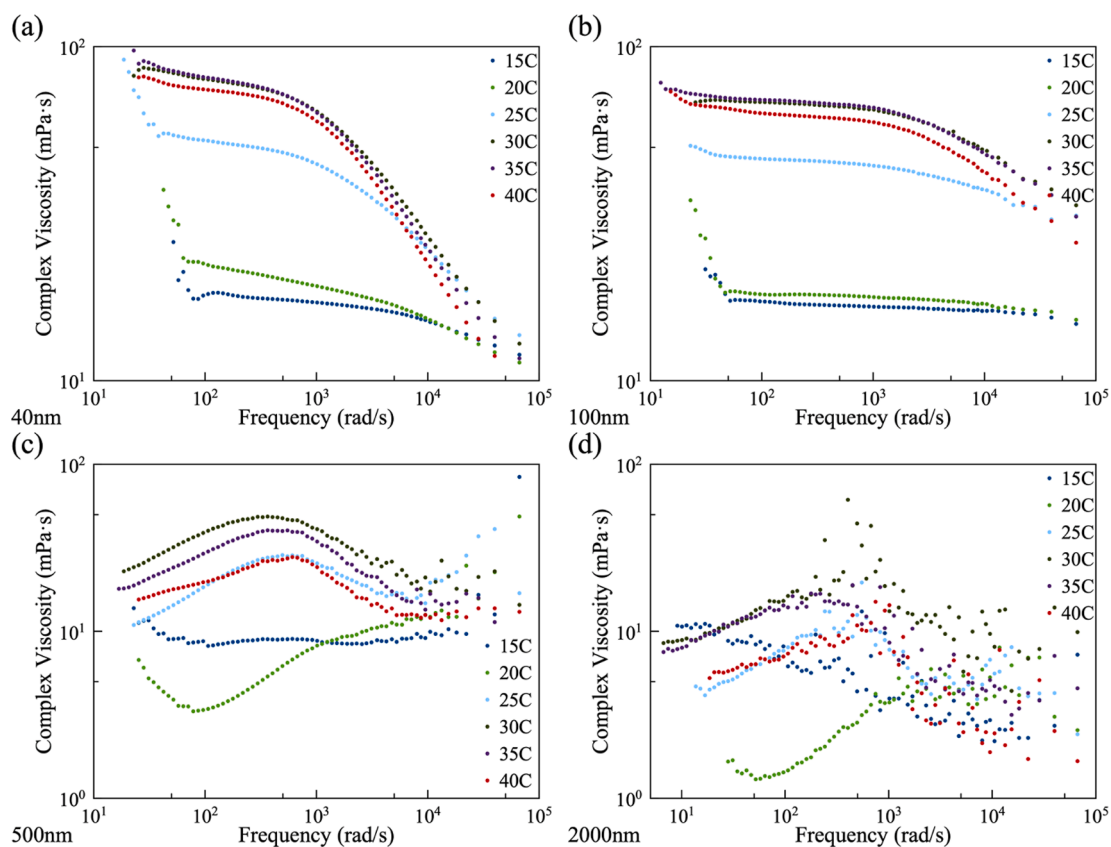 (a)
10²
10¹
Complex Viscosity (mPa·s)
15C
20C
25C
30C
35C
40C
10¹ 10² 10³ 10⁴ 10⁵
40nm
Frequency (rad/s)
(b)
10²
10¹
Complex Viscosity (mPa·s)
15C
20C
25C
30C
35C
40C
10¹ 10² 10³ 10⁴ 10⁵
100nm
Frequency (rad/s)
(c)
10²
10¹
10⁰
Complex Viscosity (mPa·s)
15C
20C
25C
30C
35C
40C
10¹ 10² 10³ 10⁴ 10⁵
500nm
Frequency (rad/s)
(d)
10²
10¹
10⁰
Complex Viscosity (mPa·s)
15C
20C
25C
30C
35C
40C
10¹ 10² 10³ 10⁴ 10⁵
2000nm
Frequency (rad/s)